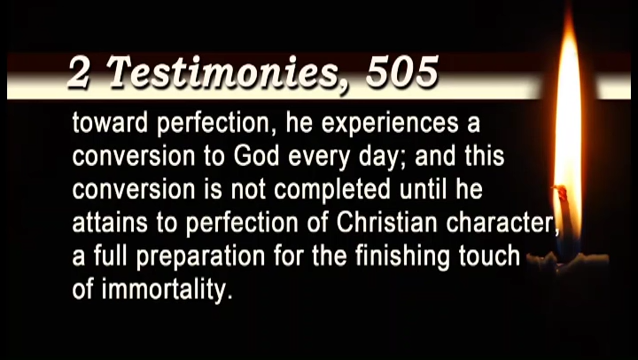 2 Testimonies, 505
toward perfection, he experiences a
conversion to God every day; and this
conversion is not completed until he
attains to perfection of Christian character,
a full preparation for the finishing touch
of immortality.